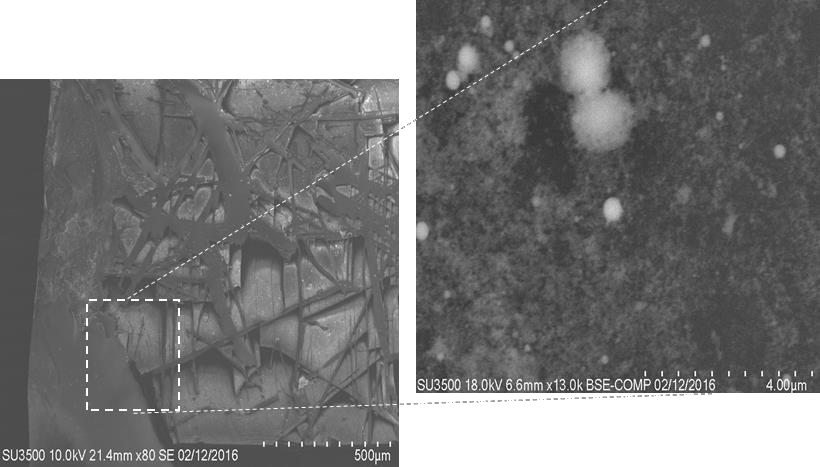 SU3500 18.0kV 6.6mm x13.0k BSE-COMP 02/12/2016 4.00µm
SU3500 10.0kV 21.4mm x80 SE 02/12/2016 500µm